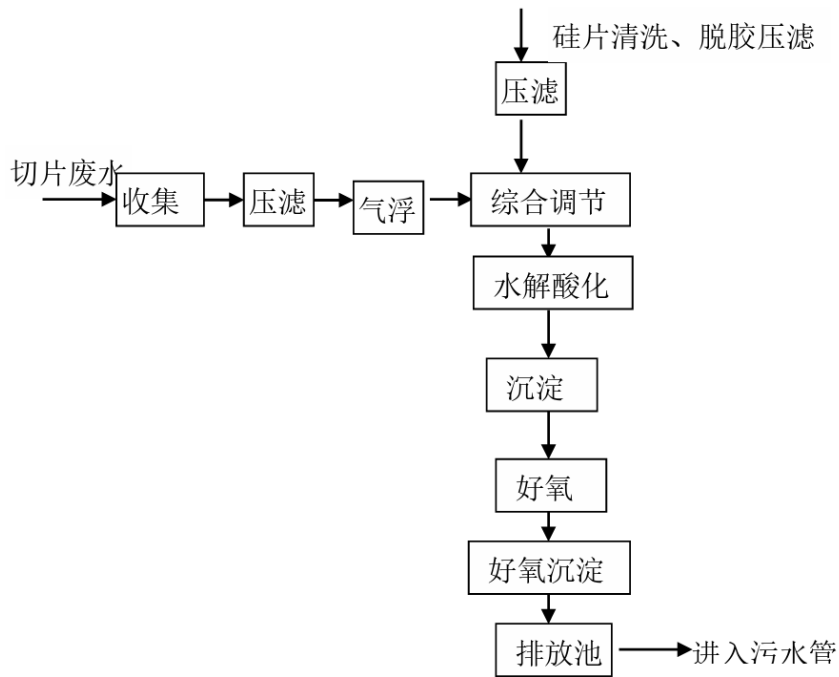 硅片清洗、脱胶压滤
压滤
切片废水
收集
压滤
气浮
综合调节
水解酸化
沉淀
好氧
好氧沉淀
排放池
进入污水管